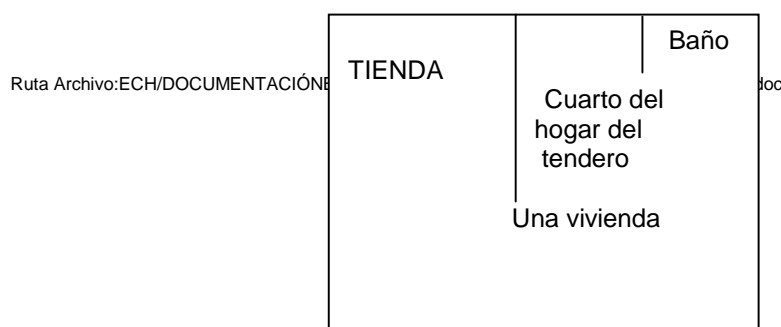 Baño
TIENDA
Ruta Archivo:ECH/DOCUMENTACIÓN
Cuarto del
hogar del
tendero
Una vivienda